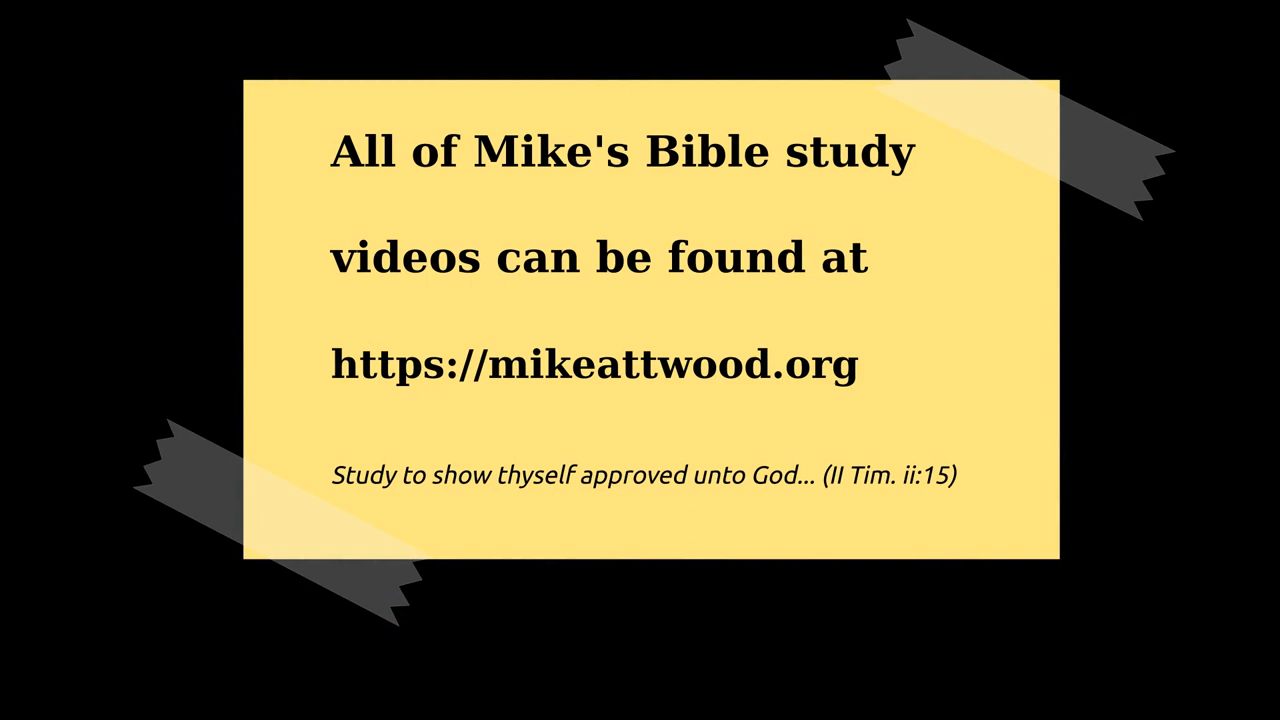 All of Mike's Bible study
videos can be found at
https://mikeattwood.org
Study to show thyself approved unto God... (II Tim. ii:15)